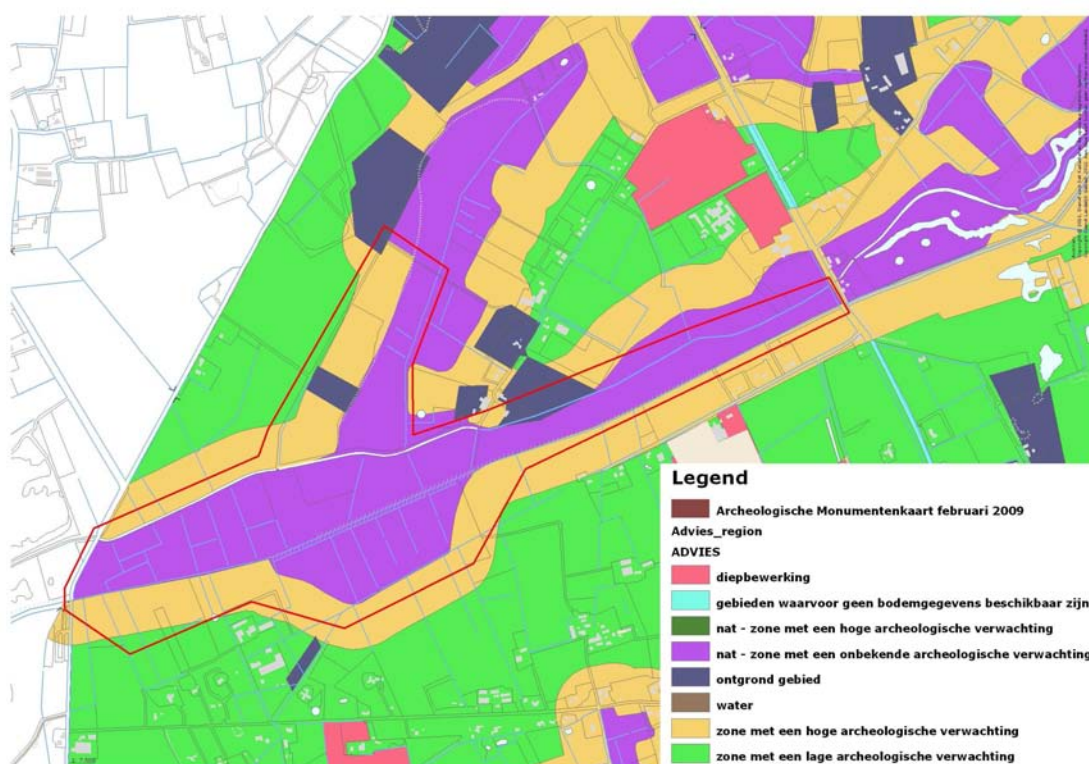 Legend
Archeologische Monumentenkaart februari 2009
Advies_region
ADVIES
diepbewerking
gebieden waarvoor geen bodemgegevens beschikbaar zijn
nat - zone met een hoge archeologische verwachting
nat - zone met een onbekende archeologische verwachting
ontgrond gebied
water
zone met een hoge archeologische verwachting
zone met een lage archeologische verwachting